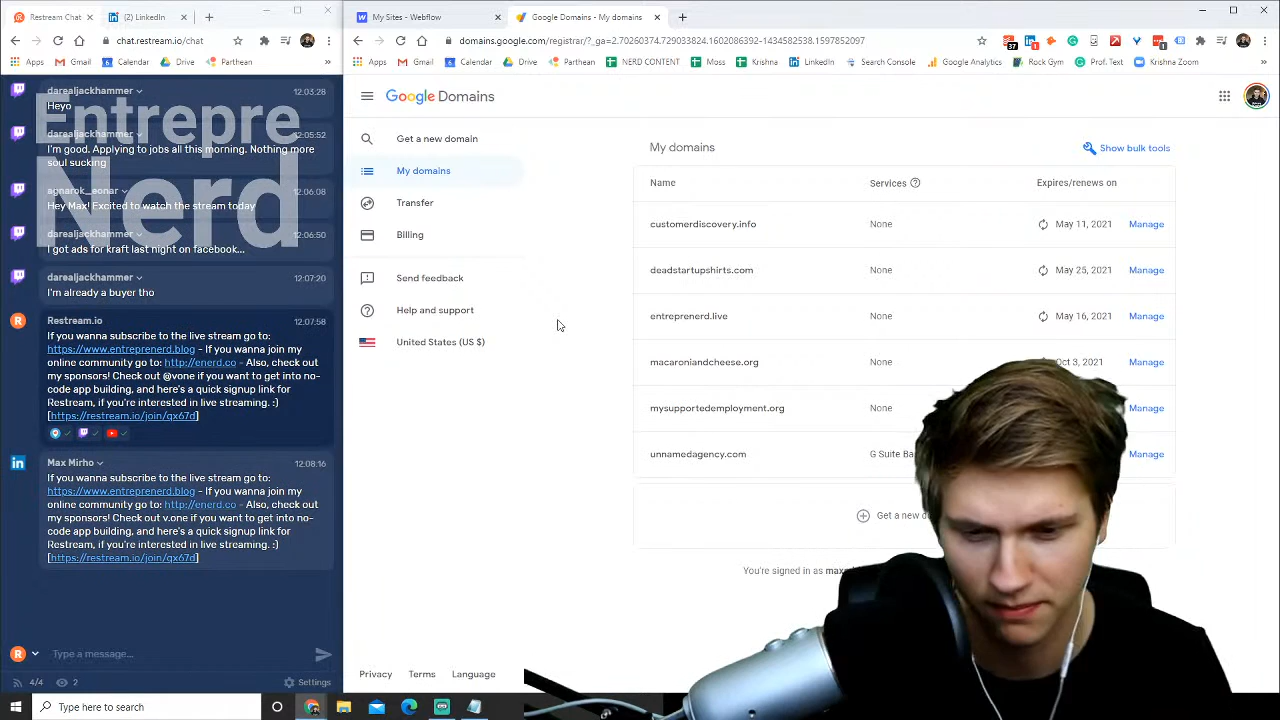 Restream Chat
(2) LinkedIn
My Sites - Webflow
Google Domains - My domains
chat.restream.io/chat
domains.google.com/registrar/?_ga=2.70260374.729033824.1602086392-1434582538.1597852097
Apps
Gmail
Calendar
Drive
Parthean
»
Apps
Gmail
Calendar
Drive
Parthean
NERD CONTENT
Moss
Krishna
LinkedIn
Search Console
Google Analytics
Rock Gym
Prof. Text
Krishna Zoom
»
Entrepre
Nerd
darealjackhammer
12:03:28
Heyo
darealjackhammer
12:05:52
I'm good. Applying to jobs all this morning. Nothing more
soul sucking
agnarok_eonar
12:06:08
Hey Max! Excited to watch the stream today
darealjackhammer
12:06:50
I got ads for kraft last night on facebook...
darealjackhammer
12:07:20
I'm already a buyer tho
Restream.io
12:07:58
If you wanna subscribe to the live stream go to:
https://www.entreprenerd.blog - If you wanna join my
online community go to: http://enerd.co - Also, check out
my sponsors! Check out @vone if you want to get into no-
code app building, and here's a quick signup link for
Restream, if you're interested in live streaming. :)
[https://restream.io/join/qx67d]
Max Mirho
12:08:16
If you wanna subscribe to the live stream go to:
https://www.entreprenerd.blog - If you wanna join my
online community go to: http://enerd.co - Also, check out
my sponsors! Check out v.one if you want to get into no-
code app building, and here's a quick signup link for
Restream, if you're interested in live streaming. :)
[https://restream.io/join/qx67d]
Type a message...
4/4
2
Settings
Google Domains
Get a new domain
My domains
Transfer
Billing
Send feedback
Help and support
United States (US $)
My domains
Show bulk tools
Name
Services
Expires/renews on
customerdiscovery.info
None
May 11, 2021
Manage
deadstartupshirts.com
None
May 25, 2021
Manage
entreprenerd.live
None
May 16, 2021
Manage
macaroniandcheese.org
None
Oct 3, 2021
Manage
mysupportedemployment.org
None
Manage
unnamedagency.com
G Suite
Manage
Get a new
You're signed in as
Privacy
Terms
Language
Type here to search
37
1
1